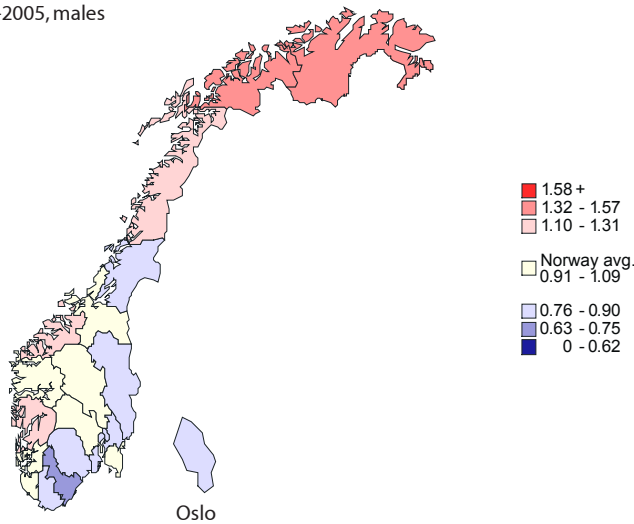 -2005, males
1.58 +
1.32 - 1.57
1.10 - 1.31
Norway avg.
0.91 - 1.09
0.76 - 0.90
0.63 - 0.75
0 - 0.62
Oslo